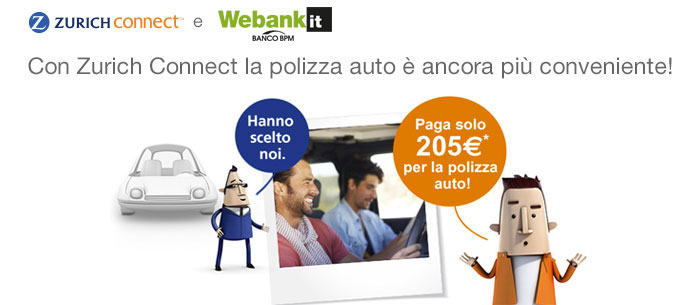 ZURICH CONNECT e Webank it
BANCO BPM
Con Zurich Connect la polizza auto è ancora più conveniente!
Hanno
scelto
noi.
Paga solo
205€*
per la polizza
auto!